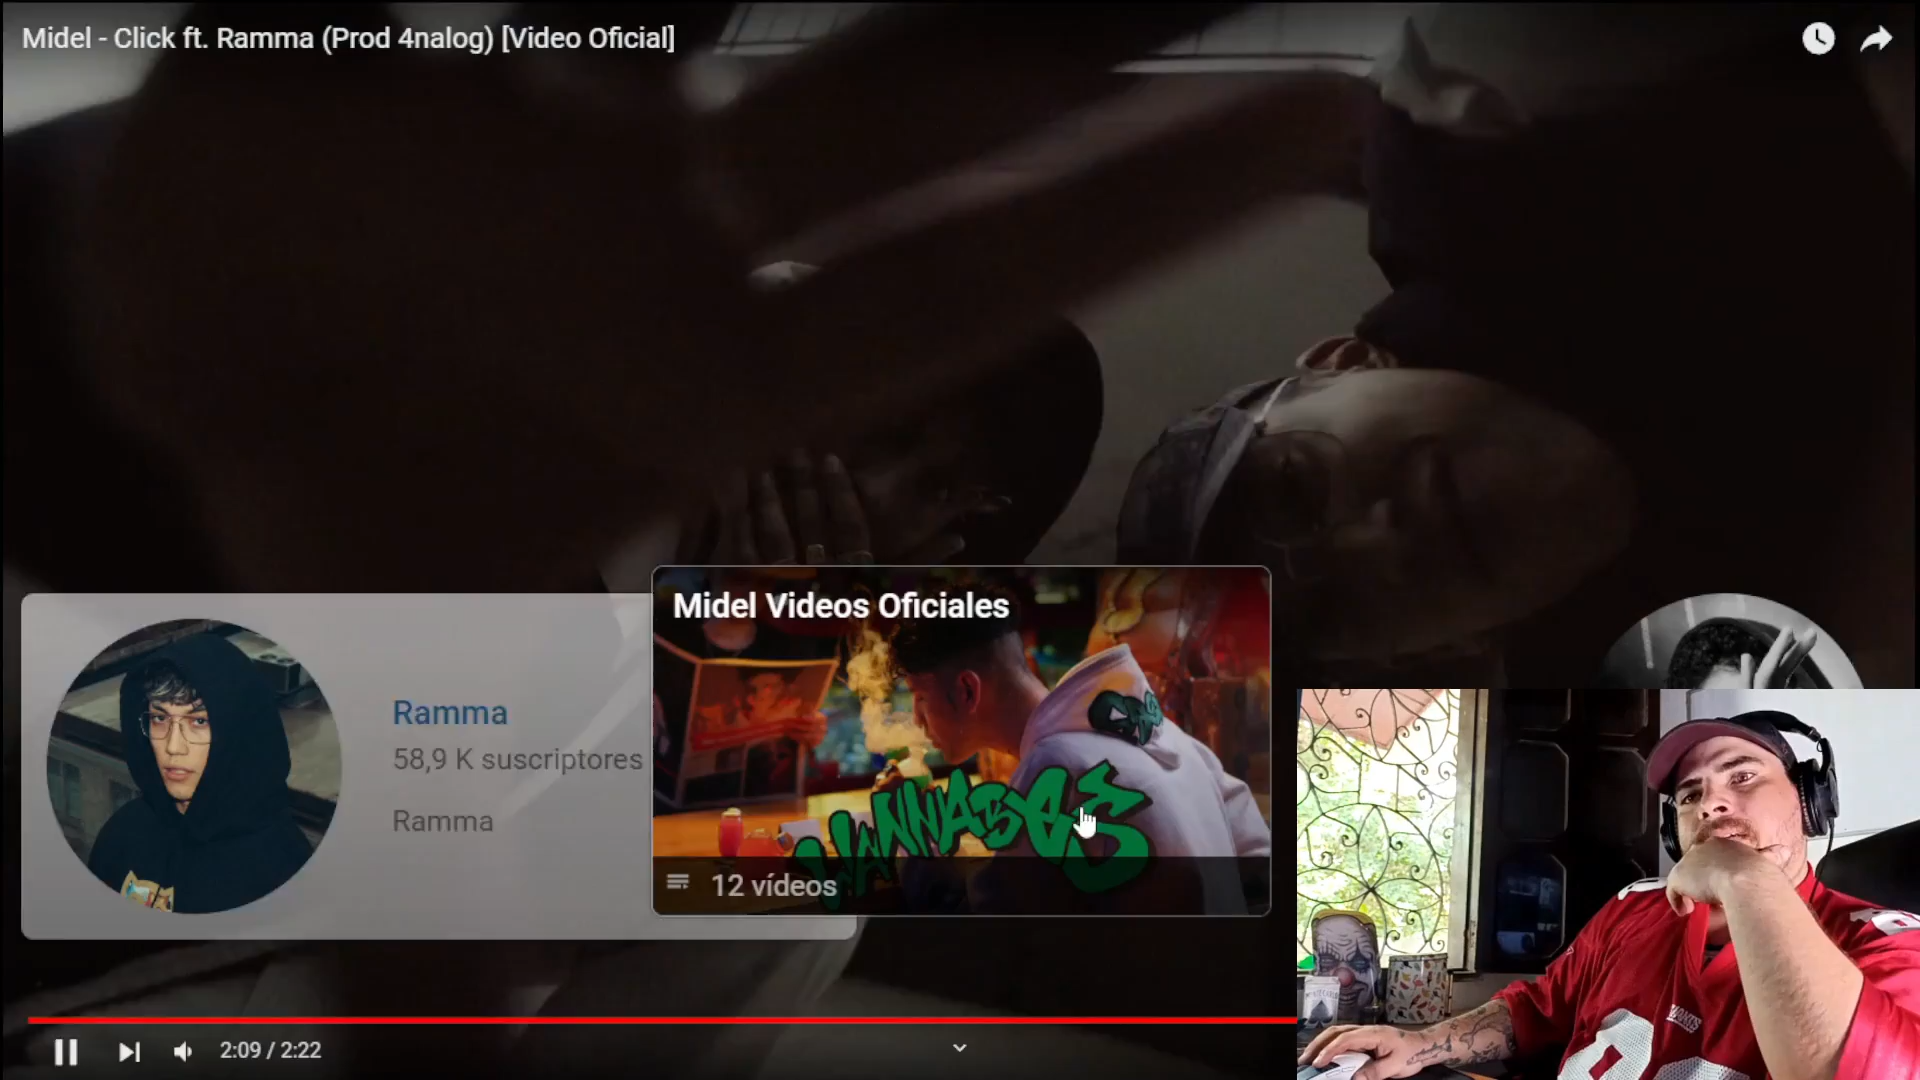 Midel - Click ft. Ramma (Prod 4nalog) [Video Oficial]
Midel Videos Oficiales
Ramma
58,9 K suscriptores
Ramma
WANNABES
12 vídeos
2:09 / 2:22